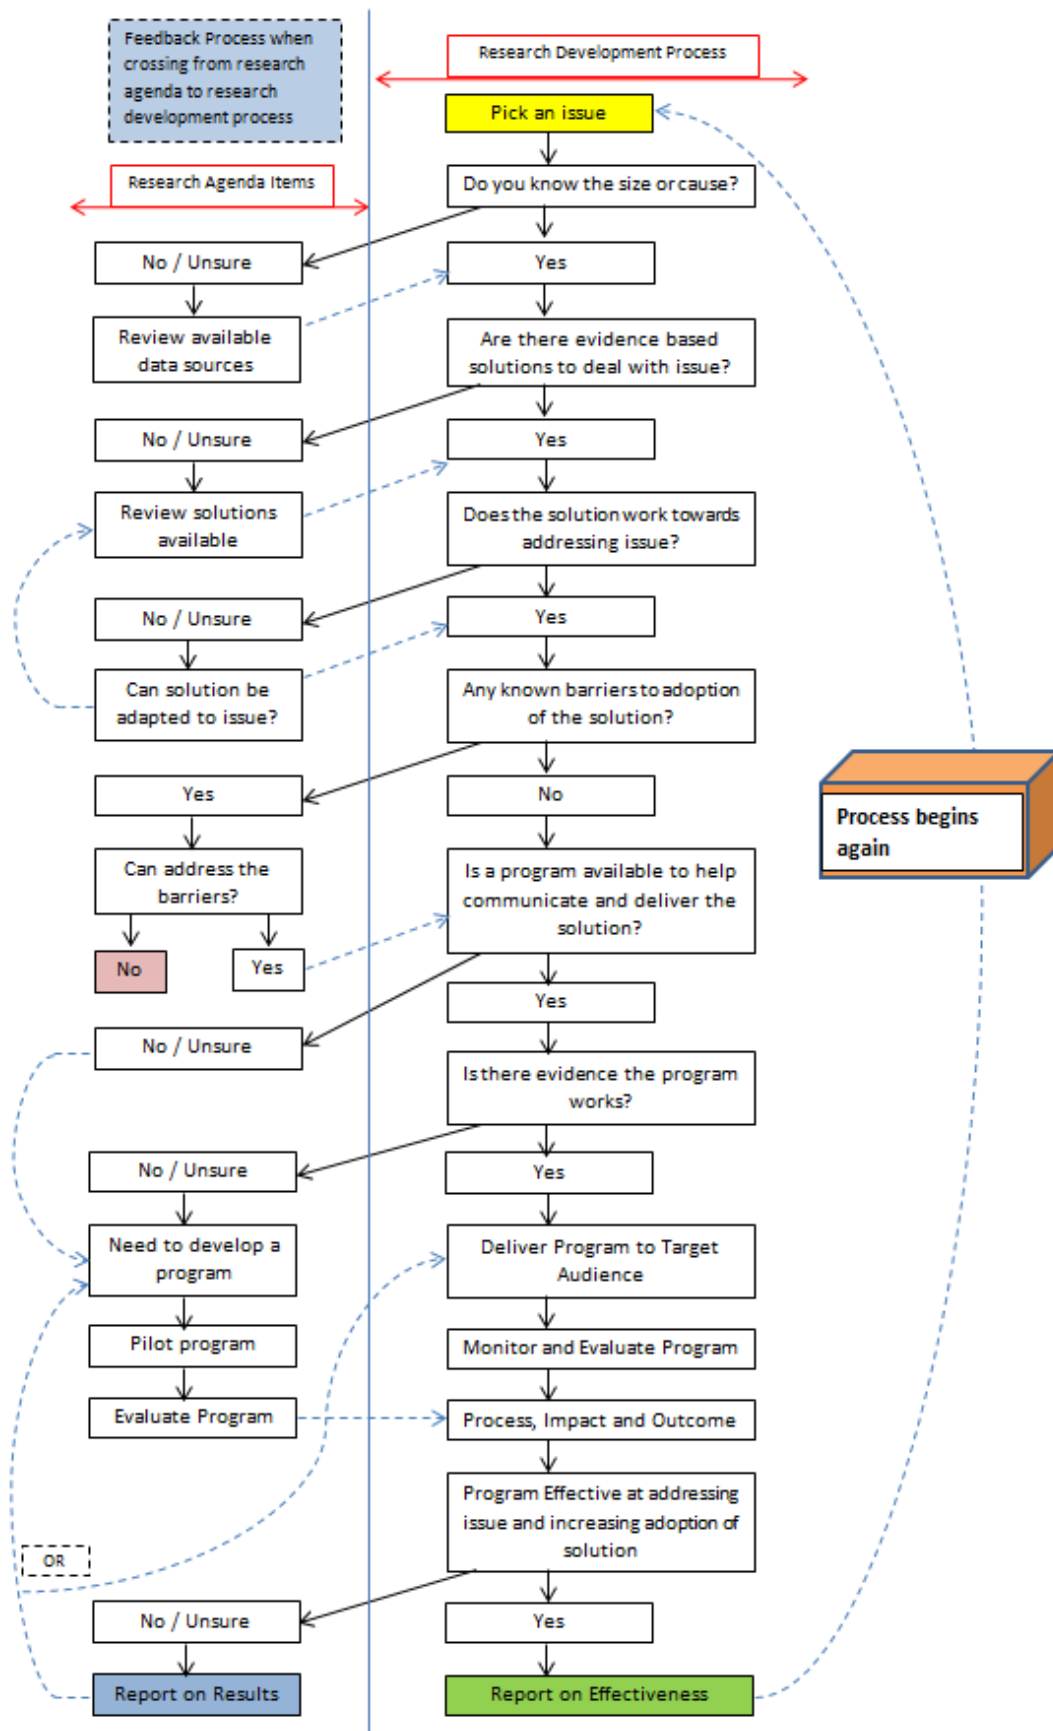 Feedback Process when
crossing from research
agenda to research
development process
Research Development Process
Pick an issue
Research Agenda Items
Do you know the size or cause?
No / Unsure
Yes
Review available
data sources
Are there evidence based
solutions to deal with issue?
No / Unsure
Yes
Review solutions
available
Does the solution work towards
addressing issue?
No / Unsure
Yes
Can solution be
adapted to issue?
Any known barriers to adoption
of the solution?
Yes
No
Process begins
again
Can address the
barriers?
Is a program available to help
communicate and deliver the
solution?
No
Yes
Yes
No / Unsure
Is there evidence the program
works?
No / Unsure
Yes
Need to develop a
program
Deliver Program to Target
Audience
Pilot program
Monitor and Evaluate Program
Evaluate Program
Process, Impact and Outcome
Program Effective at addressing
issue and increasing adoption of
solution
OR
No / Unsure
Yes
Report on Results
Report on Effectiveness